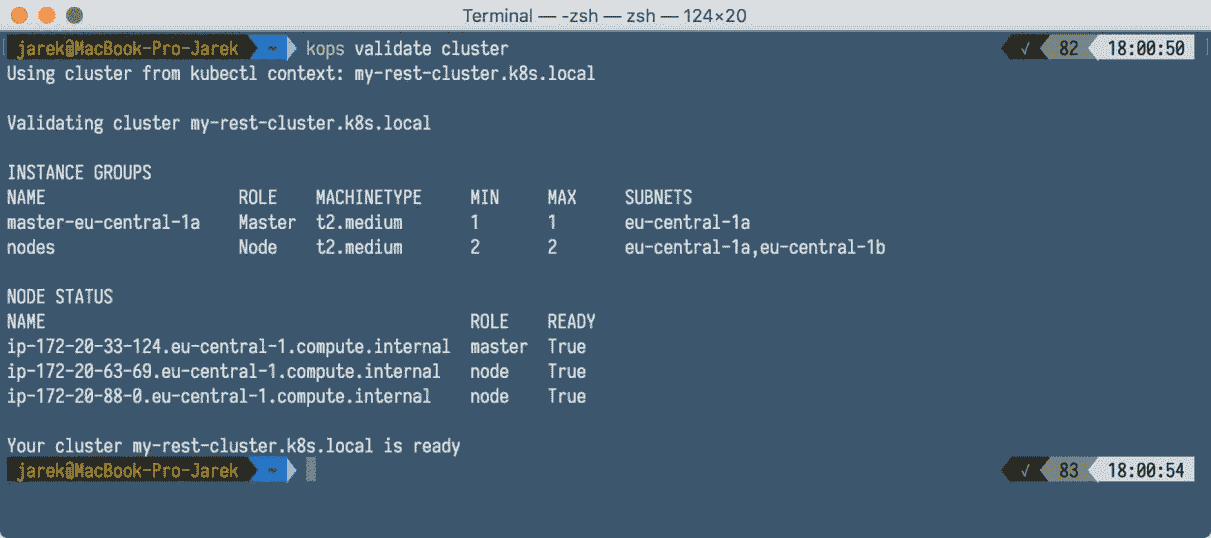 Terminal — -zsh — zsh — 124×20
jarek@MacBook-Pro-Jarek ~ kops validate cluster √ 82 18:00:50
Using cluster from kubectl context: my-rest-cluster.k8s.local
Validating cluster my-rest-cluster.k8s.local
INSTANCE GROUPS
NAME ROLE MACHINETYPE MIN MAX SUBNETS
master-eu-central-1a Master t2.medium 1 1 eu-central-1a
nodes Node t2.medium 2 2 eu-central-1a,eu-central-1b
NODE STATUS
NAME ROLE READY
ip-172-20-33-124.eu-central-1.compute.internal master True
ip-172-20-63-69.eu-central-1.compute.internal node True
ip-172-20-88-0.eu-central-1.compute.internal node True
Your cluster my-rest-cluster.k8s.local is ready
jarek@MacBook-Pro-Jarek ~ √ 83 18:00:54